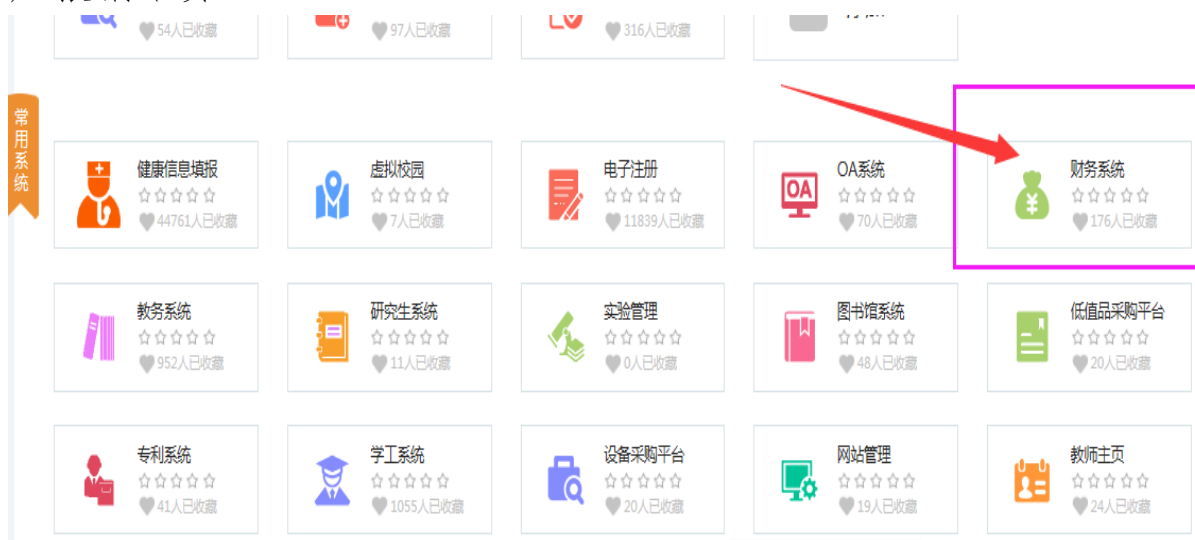 54人已收藏
97人已收藏
316人已收藏
常用系统
健康信息填报
44761人已收藏
虚拟校园
7人已收藏
电子注册
11839人已收藏
OA
OA系统
70人已收藏
¥
财务系统
176人已收藏
教务系统
952人已收藏
研究生系统
11人已收藏
实验管理
0人已收藏
图书馆系统
48人已收藏
低值品采购平台
20人已收藏
专利系统
41人已收藏
学工系统
1055人已收藏
设备采购平台
20人已收藏
网站管理
19人已收藏
教师主页
24人已收藏